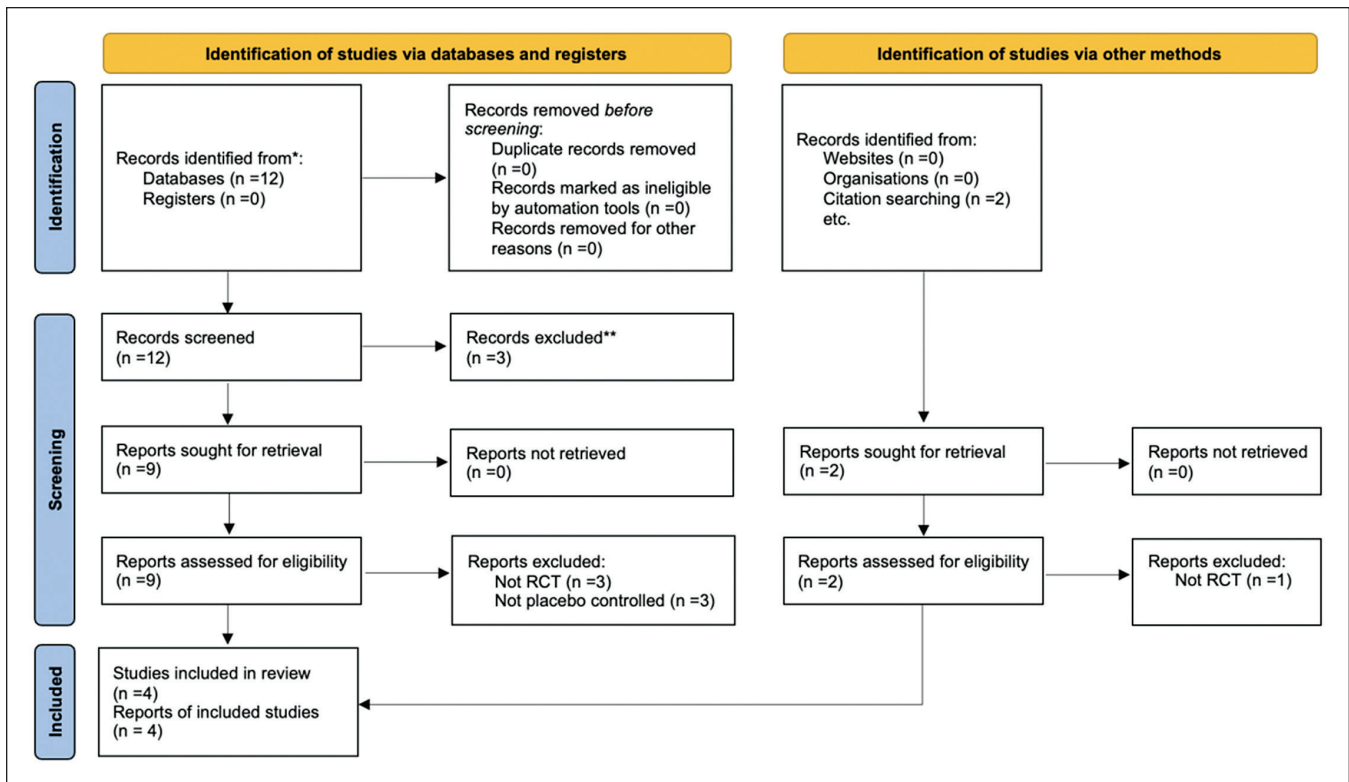 Identification of studies via databases and registers
Identification of studies via other methods
Identification
Records identified from*:
Databases (n =12)
Registers (n =0)
Records removed before
screening:
Duplicate records removed
(n =0)
Records marked as ineligible
by automation tools (n =0)
Records removed for other
reasons (n =0)
Records identified from:
Websites (n =0)
Organisations (n =0)
Citation searching (n =2)
etc.
Screening
Records screened
(n =12)
Records excluded**
(n =3)
Reports sought for retrieval
(n =9)
Reports not retrieved
(n =0)
Reports sought for retrieval
(n =2)
Reports not retrieved
(n =0)
Reports assessed for eligibility
(n =9)
Reports excluded:
Not RCT (n =3)
Not placebo controlled (n =3)
Reports assessed for eligibility
(n =2)
Reports excluded:
Not RCT (n =1)
Included
Studies included in review
(n =4)
Reports of included studies
(n = 4)